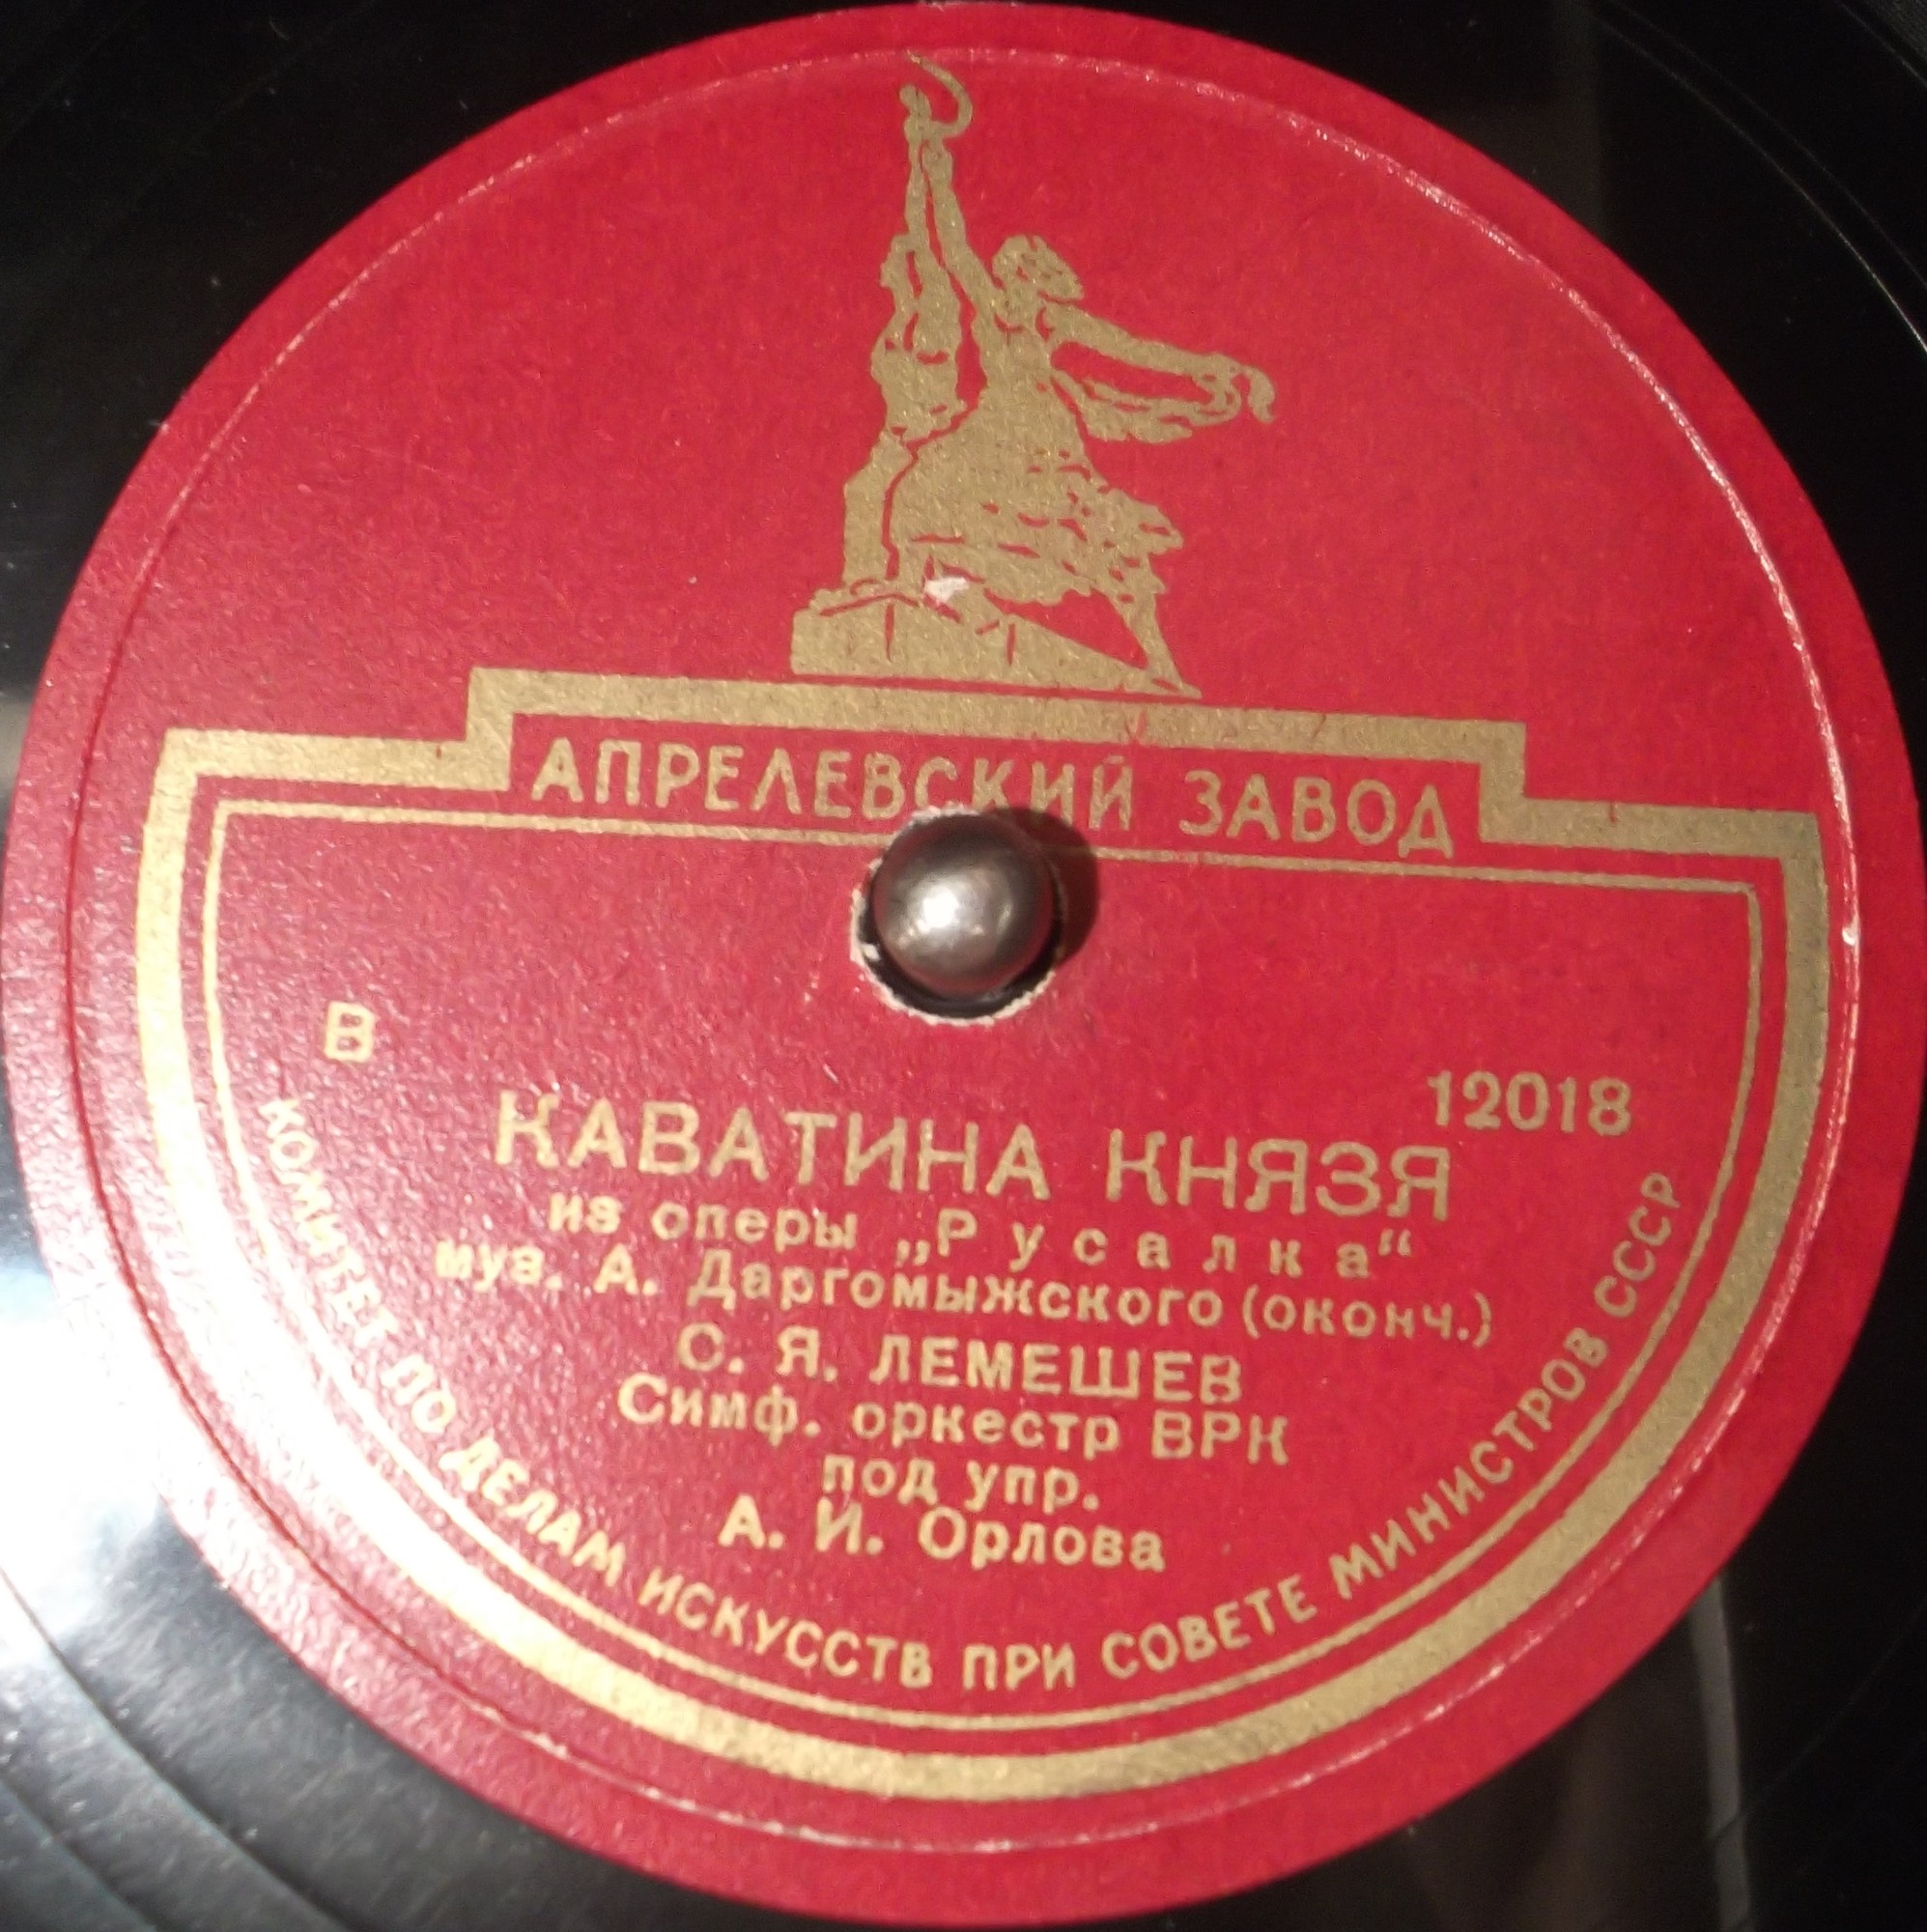 АПРЕЛЕВСКИЙ ЗАВОД
В
12018
КАВАТИНА КНЯЗЯ
из оперы „Русалка“
муз. А. Даргомыжского (оконч.)
С. Я. ЛЕМЕШЕВ
Симф. оркестр ВРК
под упр.
А. И. Орлова
КОМИТЕТ ПО ДЕЛАМ ИСКУССТВ ПРИ СОВЕТЕ МИНИСТРОВ СССР